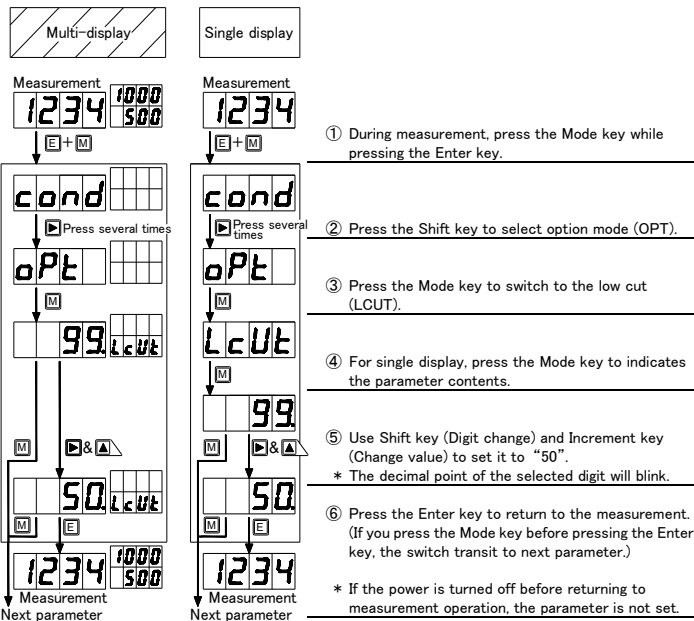 Multi-display
Single display
Measurement
1234 1000
500
E+M
cond
▶Press several times
oPt
M
99. LcUt
M
▶&▲
50. LcUt
M
E
1234 1000
500
Measurement
Next parameter
Measurement
1234
E+M
cond
▶Press several
times
oPt
M
LcUt
M
99.
M
▶&▲
50.
M
E
1234
Measurement
Next parameter
① During measurement, press the Mode key while
pressing the Enter key.
② Press the Shift key to select option mode (OPT).
③ Press the Mode key to switch to the low cut
(LCUT).
④ For single display, press the Mode key to indicates
the parameter contents.
⑤ Use Shift key (Digit change) and Increment key
(Change value) to set it to “50”.
* The decimal point of the selected digit will blink.
⑥ Press the Enter key to return to the measurement.
(If you press the Mode key before pressing the Enter
key, the switch transit to next parameter.)
* If the power is turned off before returning to
measurement operation, the parameter is not set.